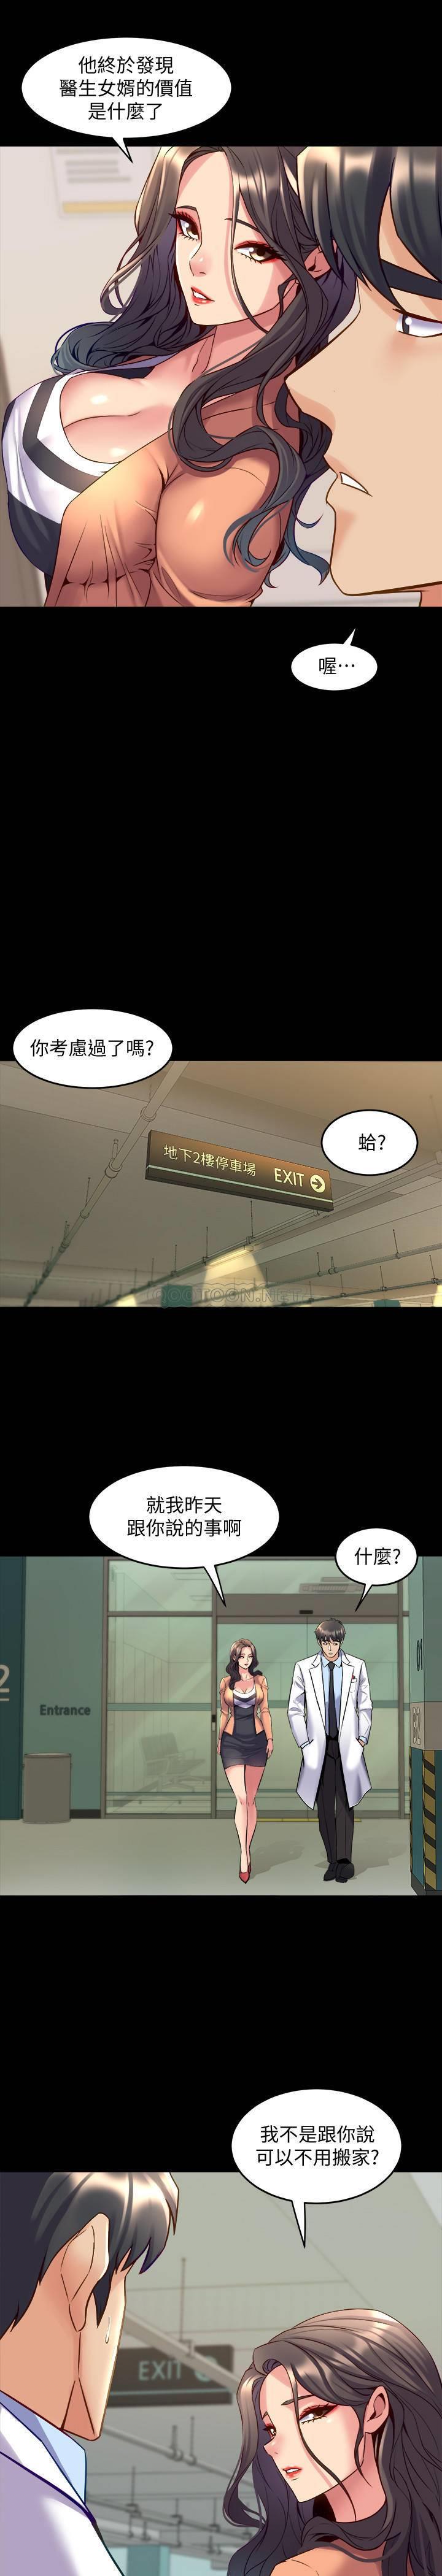 他終於發現
醫生女婿的價值
是什麼了
喔…
你考慮過了嗎?
蛤?
地下2樓停車場 EXIT
就我昨天
跟你說的事啊
什麼?
2
Entrance
我不是跟你說
可以不用搬家?
EXIT